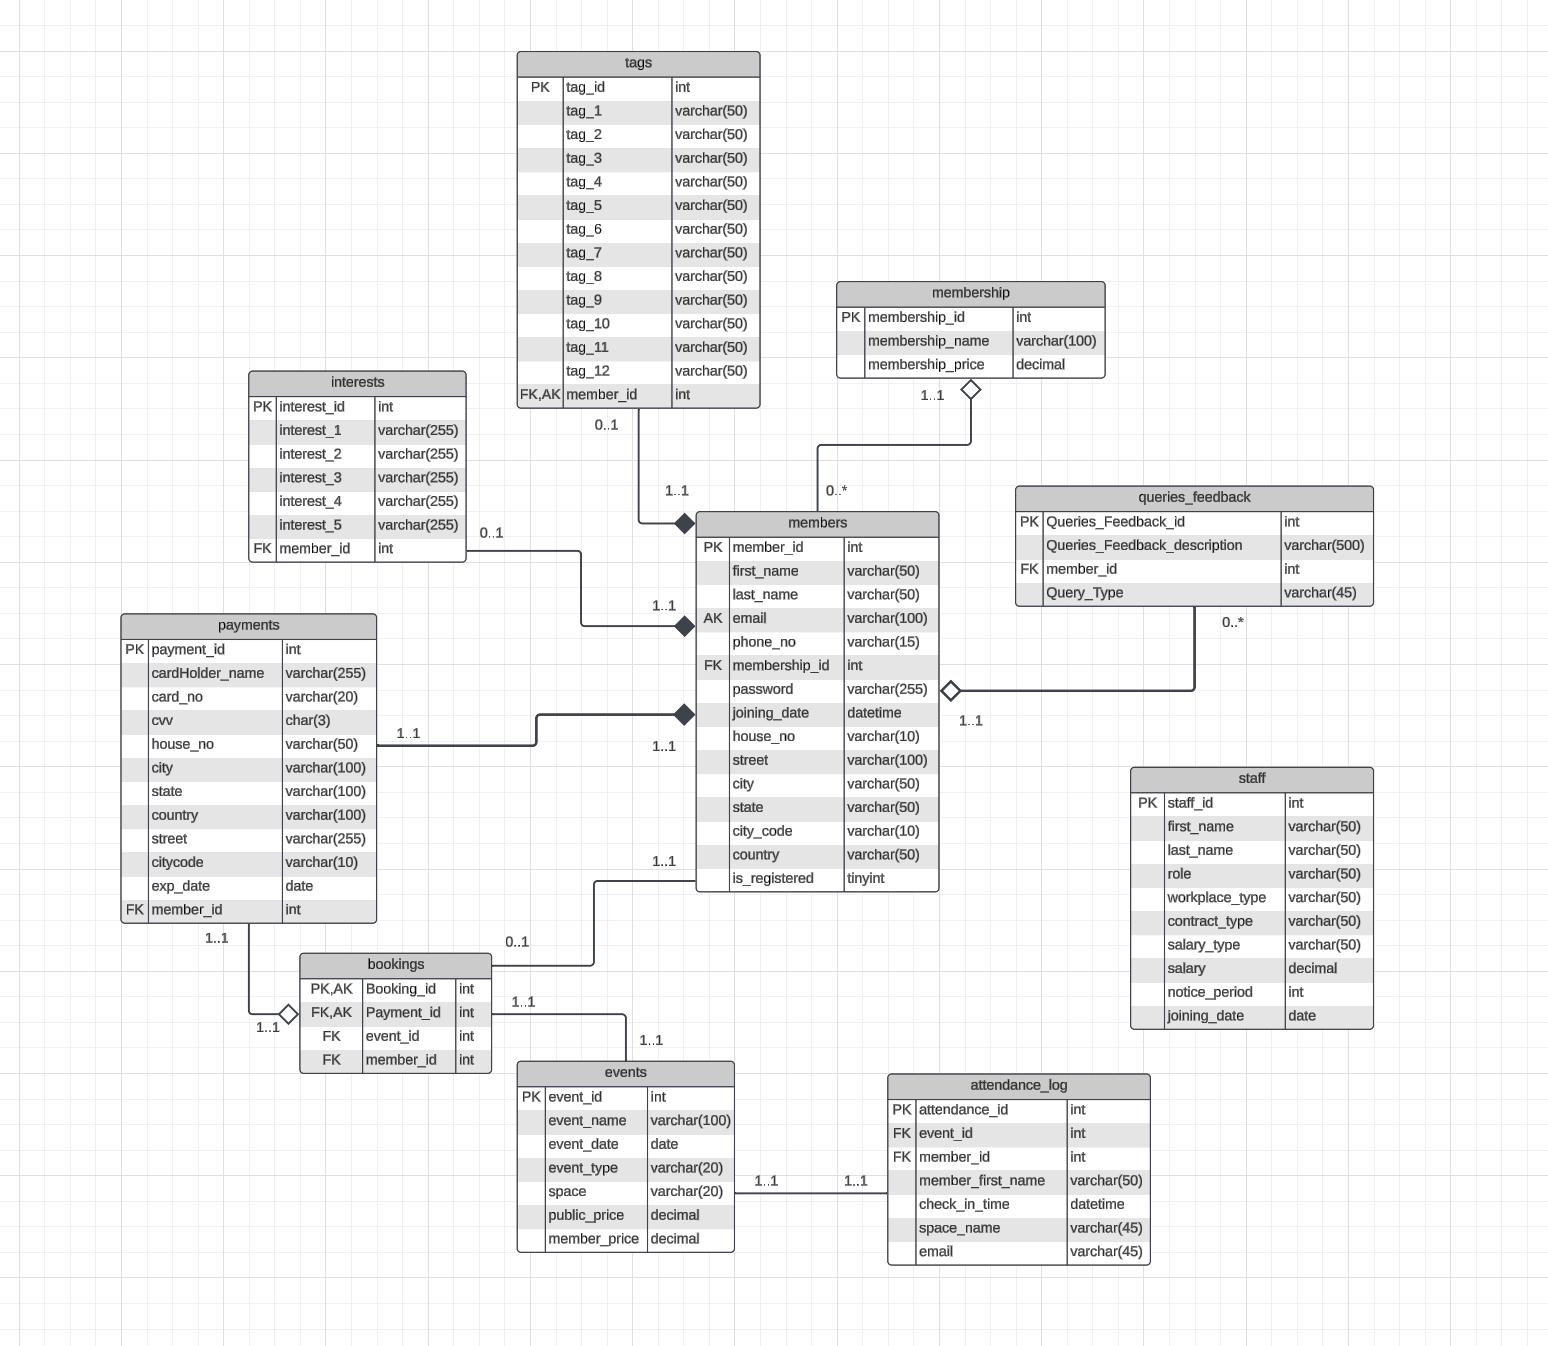 tags
PK tag_id int
tag_1 varchar(50)
tag_2 varchar(50)
tag_3 varchar(50)
tag_4 varchar(50)
tag_5 varchar(50)
tag_6 varchar(50)
tag_7 varchar(50)
tag_8 varchar(50)
tag_9 varchar(50)
tag_10 varchar(50)
tag_11 varchar(50)
tag_12 varchar(50)
FK,AK member_id int
0..1
1..1
membership
PK membership_id int
membership_name varchar(100)
membership_price decimal
1..1
0..*
interests
PK interest_id int
interest_1 varchar(255)
interest_2 varchar(255)
interest_3 varchar(255)
interest_4 varchar(255)
interest_5 varchar(255)
FK member_id int
0..1
1..1
queries_feedback
PK Queries_Feedback_id int
Queries_Feedback_description varchar(500)
FK member_id int
Query_Type varchar(45)
0..*
1..1
members
PK member_id int
first_name varchar(50)
last_name varchar(50)
AK email varchar(100)
phone_no varchar(15)
FK membership_id int
password varchar(255)
joining_date datetime
house_no varchar(10)
street varchar(100)
city varchar(50)
state varchar(50)
city_code varchar(10)
country varchar(50)
is_registered tinyint
payments
PK payment_id int
cardHolder_name varchar(255)
card_no varchar(20)
cvv char(3)
house_no varchar(50)
city varchar(100)
state varchar(100)
country varchar(100)
street varchar(255)
citycode varchar(10)
exp_date date
FK member_id int
1..1
1..1
1..1
0..1
1..1
1..1
staff
PK staff_id int
first_name varchar(50)
last_name varchar(50)
role varchar(50)
workplace_type varchar(50)
contract_type varchar(50)
salary_type varchar(50)
salary decimal
notice_period int
joining_date date
bookings
PK,AK Booking_id int
FK,AK Payment_id int
FK event_id int
FK member_id int
1..1
1..1
events
PK event_id int
event_name varchar(100)
event_date date
event_type varchar(20)
space varchar(20)
public_price decimal
member_price decimal
1..1 1..1
attendance_log
PK attendance_id int
FK event_id int
FK member_id int
member_first_name varchar(50)
check_in_time datetime
space_name varchar(45)
email varchar(45)